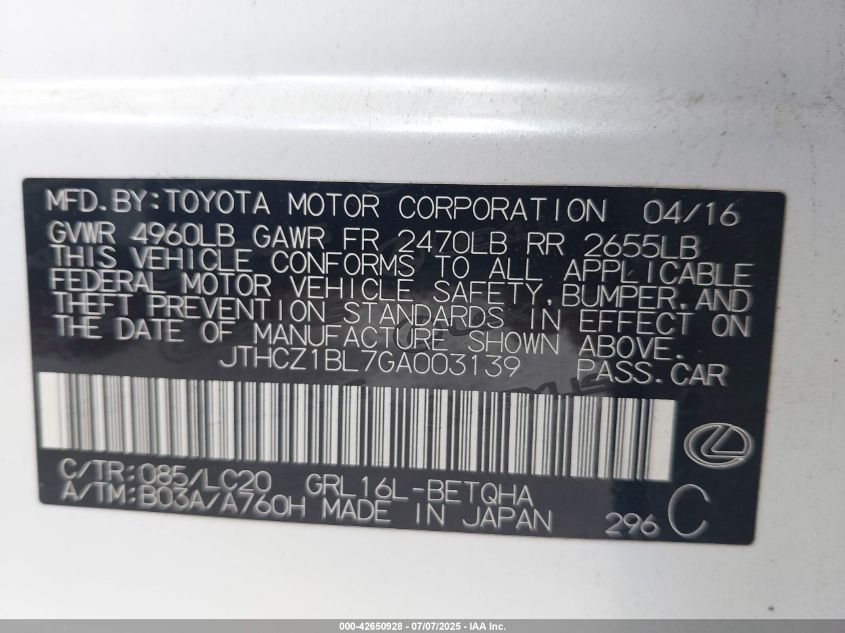 MFD. BY: TOYOTA MOTOR CORPORATION 04/16
GVWR 4960LB GAWR FR 2470LB RR 2655LB
THIS VEHICLE CONFORMS TO ALL APPLICABLE
FEDERAL MOTOR VEHICLE SAFETY, BUMPER, AND
THEFT PREVENTION STANDARDS IN EFFECT ON
THE DATE OF MANUFACTURE SHOWN ABOVE.
JTHCZ1BL7GA003139 PASS. CAR
C/TR: 085/LC20 GRL16L-BETQHA
A/TM: B03A/A760H MADE IN JAPAN 296 C
000-42650928 - 07/07/2025 - IAA Inc.